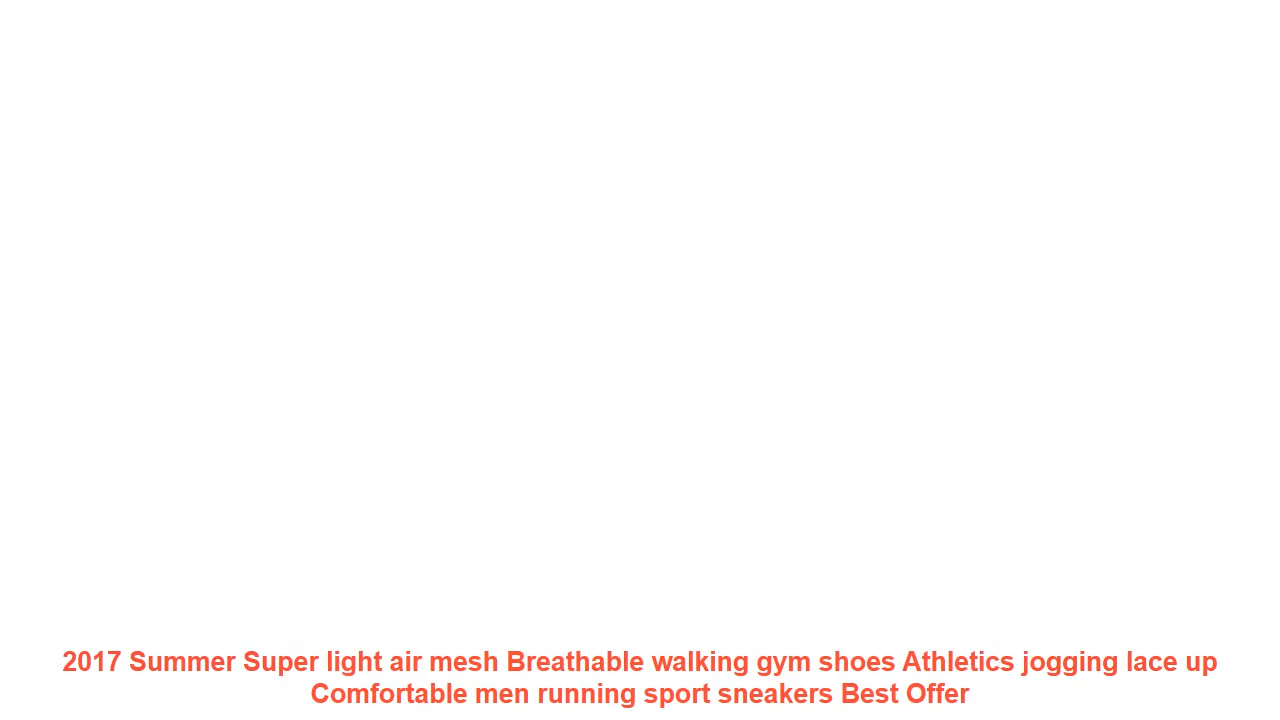 2017 Summer Super light air mesh Breathable walking gym shoes Athletics jogging lace up
Comfortable men running sport sneakers Best Offer